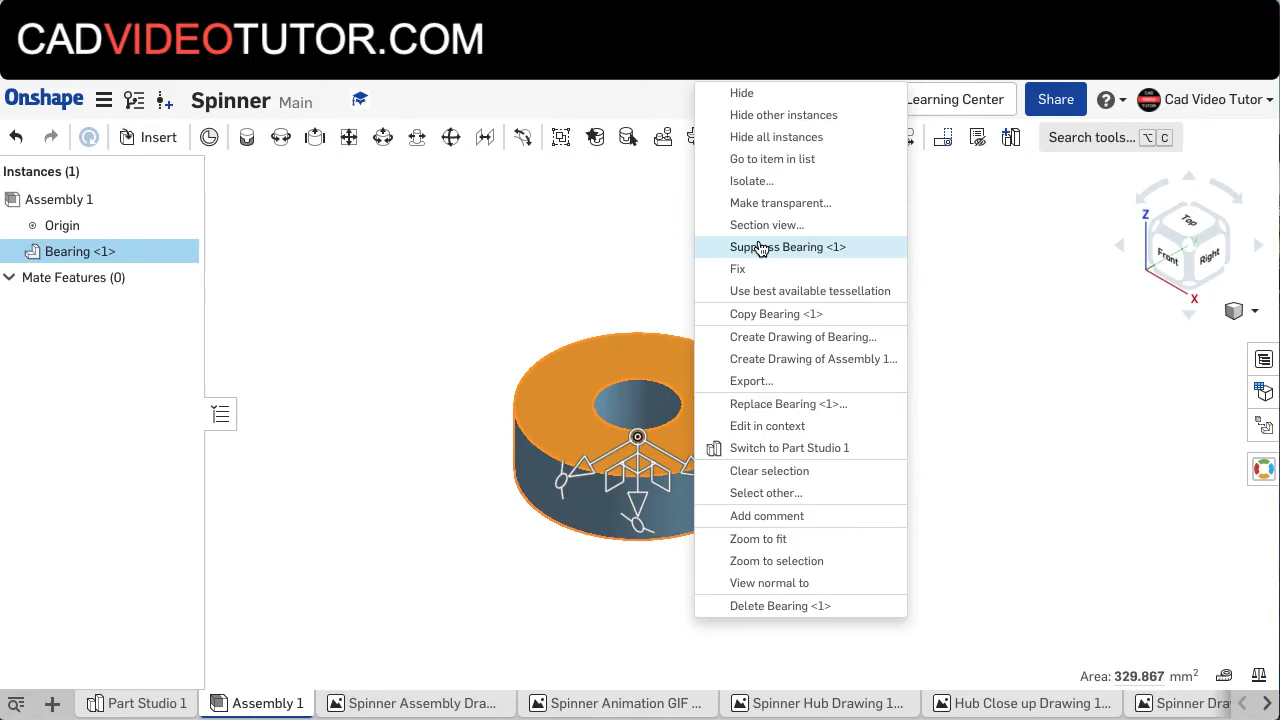 CADVIDEOTUTOR.COM
Onshape
Spinner Main
Learning Center
Share
Cad Video Tutor
Insert
Search tools... ⌥ C
Instances (1)
Assembly 1
Origin
Bearing <1>
Mate Features (0)
Hide
Hide other instances
Hide all instances
Go to item in list
Isolate...
Make transparent...
Section view...
Suppress Bearing <1>
Fix
Use best available tessellation
Copy Bearing <1>
Create Drawing of Bearing...
Create Drawing of Assembly 1...
Export...
Replace Bearing <1>...
Edit in context
Switch to Part Studio 1
Clear selection
Select other...
Add comment
Zoom to fit
Zoom to selection
View normal to
Delete Bearing <1>
Z
Top
Y
Front
Right
X
Area: 329.867 mm²
Part Studio 1
Assembly 1
Spinner Assembly Dra...
Spinner Animation GIF ...
Spinner Hub Drawing 1...
Hub Close up Drawing 1...
Spinner Dra